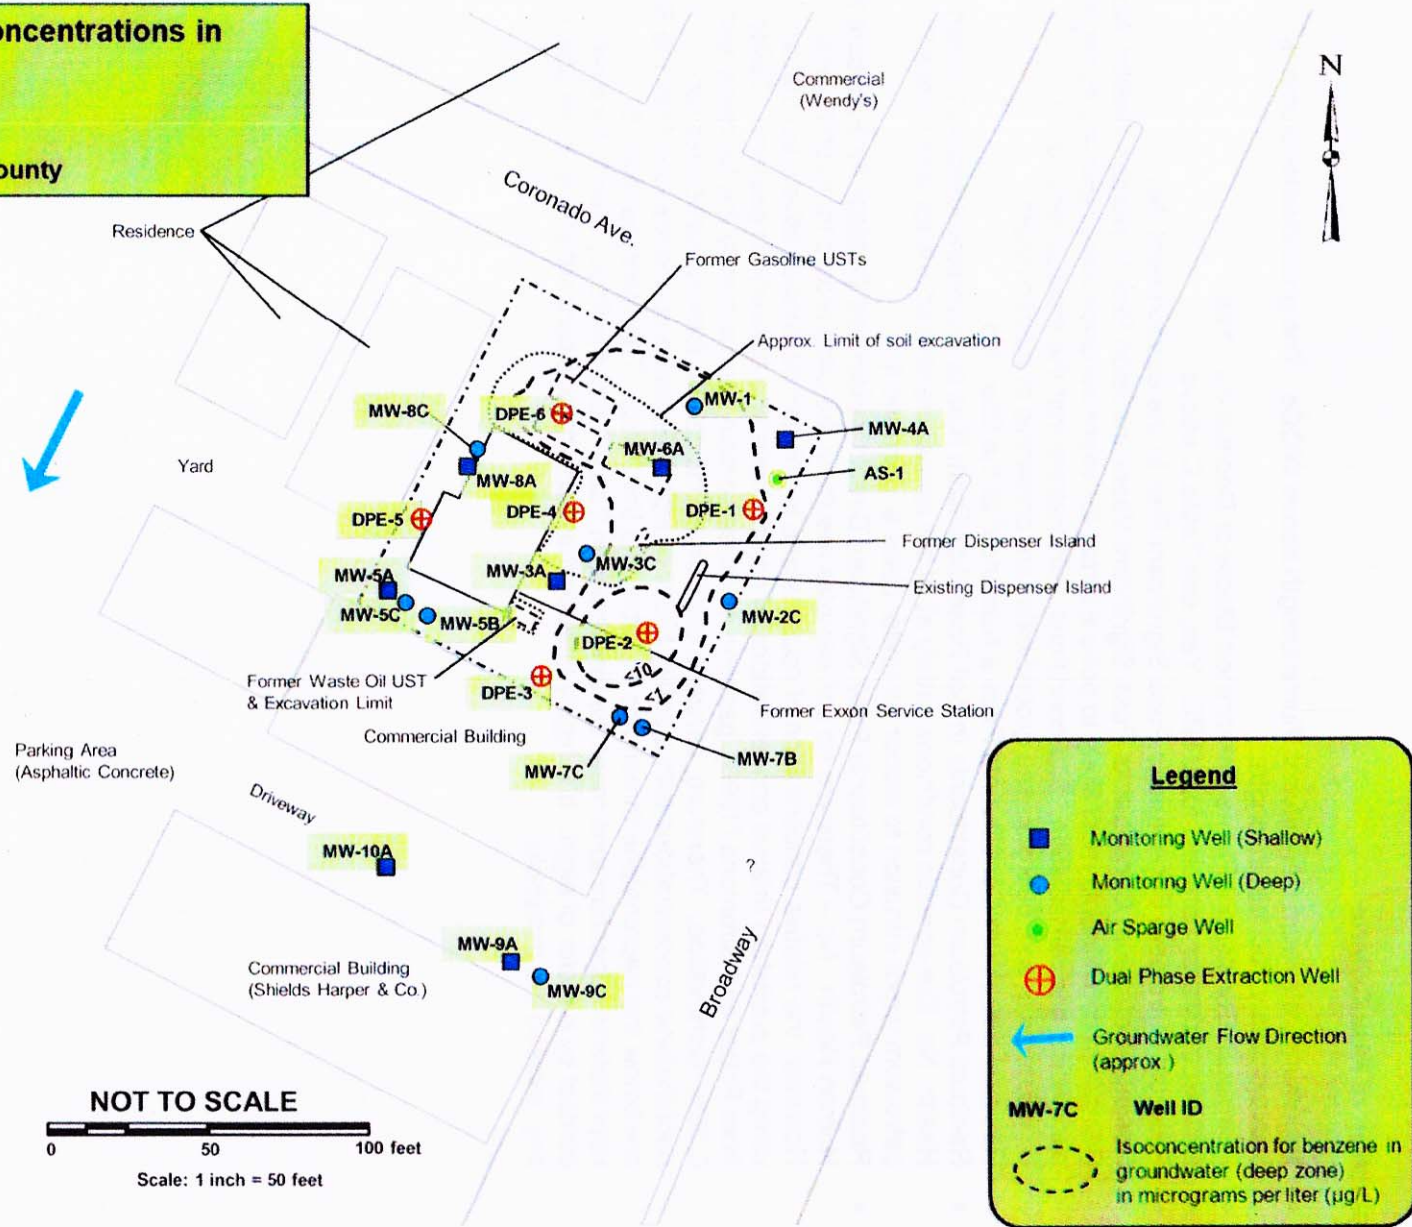 oncentrations in
ounty
Commercial
(Wendy's)
N
Coronado Ave.
Residence
Former Gasoline USTs
Approx. Limit of soil excavation
MW-1
MW-8C
DPE-6
MW-4A
MW-6A
Yard
AS-1
MW-8A
DPE-5
DPE-4
DPE-1
Former Dispenser Island
MW-3C
MW-3A
MW-5A
Existing Dispenser Island
MW-5C
MW-5B
MW-2C
DPE-2
<10
<1
Former Waste Oil UST
& Excavation Limit
DPE-3
Former Exxon Service Station
Commercial Building
Parking Area
(Asphaltic Concrete)
MW-7C
MW-7B
Driveway
MW-10A
?
MW-9A
Commercial Building
(Shields Harper & Co.)
MW-9C
Broadway
NOT TO SCALE
0 50 100 feet
Scale: 1 inch = 50 feet
Legend
Monitoring Well (Shallow)
Monitoring Well (Deep)
Air Sparge Well
Dual Phase Extraction Well
Groundwater Flow Direction
(approx.)
MW-7C Well ID
Isoconcentration for benzene in
groundwater (deep zone)
in micrograms per liter (µg/L)